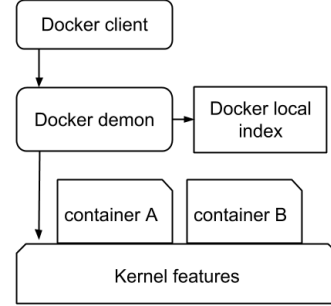 Docker client
Docker demon
Docker local
index
container A
container B
Kernel features